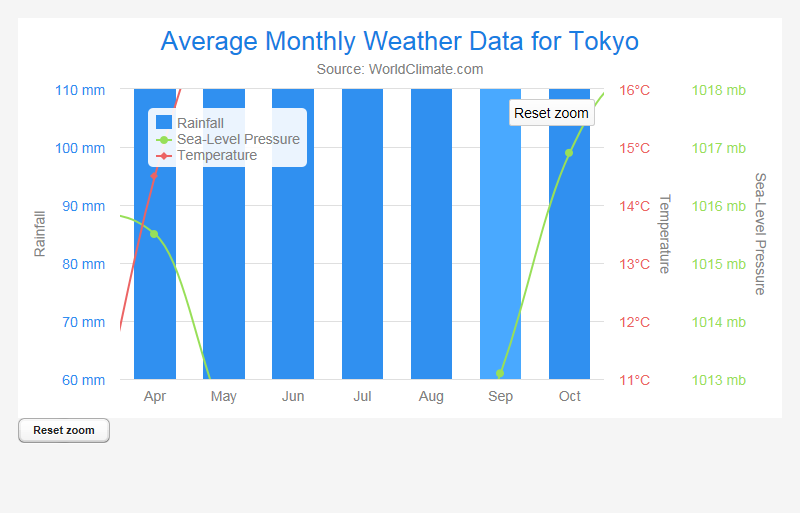 Average Monthly Weather Data for Tokyo
Source: WorldClimate.com
110 mm
100 mm
90 mm
80 mm
70 mm
60 mm
Rainfall
Rainfall
Sea-Level Pressure
Temperature
Reset zoom
16°C
15°C
14°C
13°C
12°C
11°C
Temperature
1018 mb
1017 mb
1016 mb
1015 mb
1014 mb
1013 mb
Sea-Level Pressure
Apr May Jun Jul Aug Sep Oct
Reset zoom